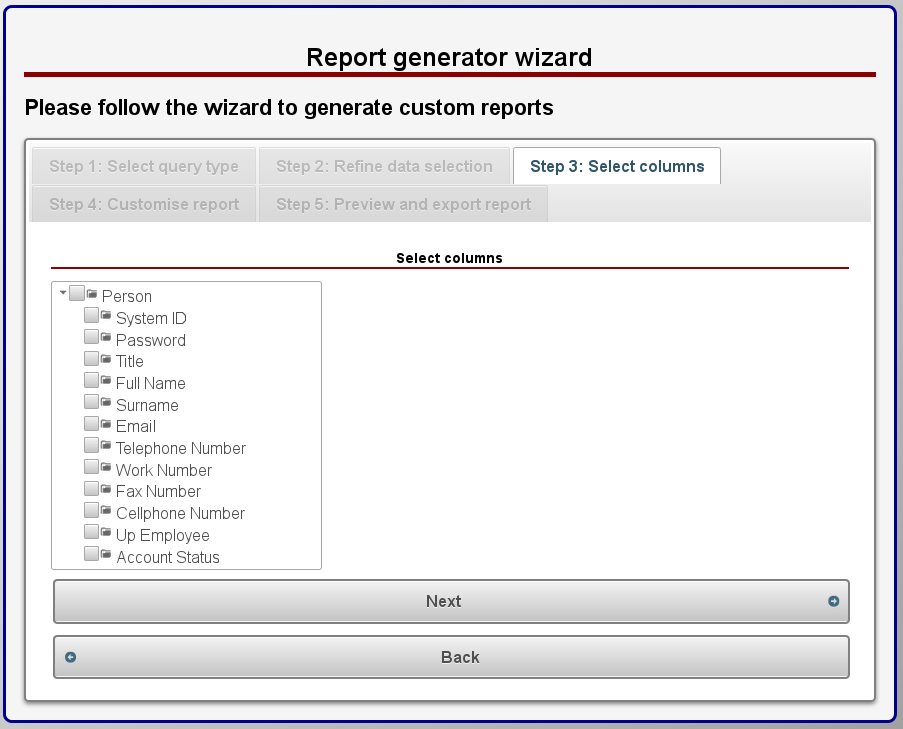 Report generator wizard
Please follow the wizard to generate custom reports
Step 1: Select query type
Step 2: Refine data selection
Step 3: Select columns
Step 4: Customise report
Step 5: Preview and export report
Select columns
Person
System ID
Password
Title
Full Name
Surname
Email
Telephone Number
Work Number
Fax Number
Cellphone Number
Up Employee
Account Status
Next
Back